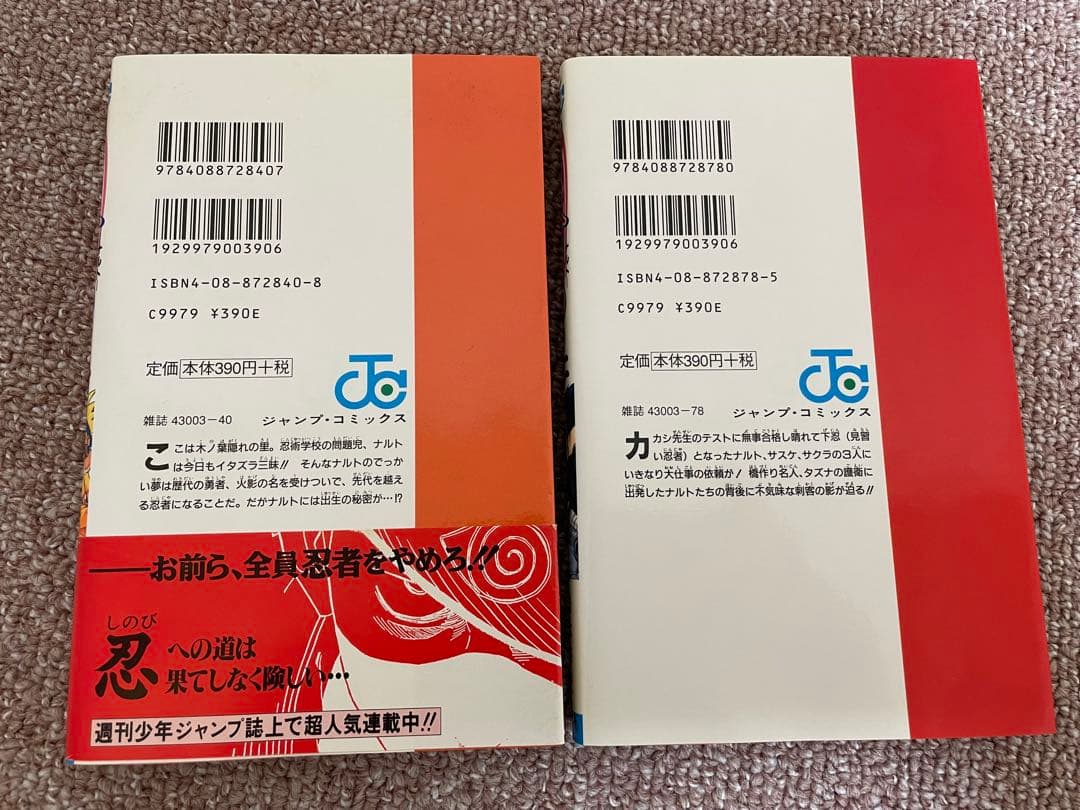 9784088728407
1929979003906
ISBN4-08-872840-8
C9979 ¥390E
定価 本体390円+税
雑誌 43003-40
ジャンプ・コミックス
ここは木ノ葉隠れの里。忍術学校の問題児、ナルト
は今日もイタズラ三昧!! そんなナルトのでっか
い夢は歴代の勇者、火影の名を受けついで、先代を越え
る忍者になることだ。だがナルトには出生の秘密が…!?
――お前ら、全員忍者をやめろ!!
しのび
忍への道は
果てしなく険しい…
週刊少年ジャンプ誌上で超人気連載中!!
9784088728780
1929979003906
ISBN4-08-872878-5
C9979 ¥390E
定価 本体390円+税
雑誌 43003-78
ジャンプ・コミックス
カカシ先生のテストに無事合格し晴れて下忍(見習
い忍者)となったナルト、サスケ、サクラの3人に
いきなり大仕事の依頼が! 橋作り名人、タズナの護衛に
出発したナルトたちの背後に不気味な刺客の影が迫る!!